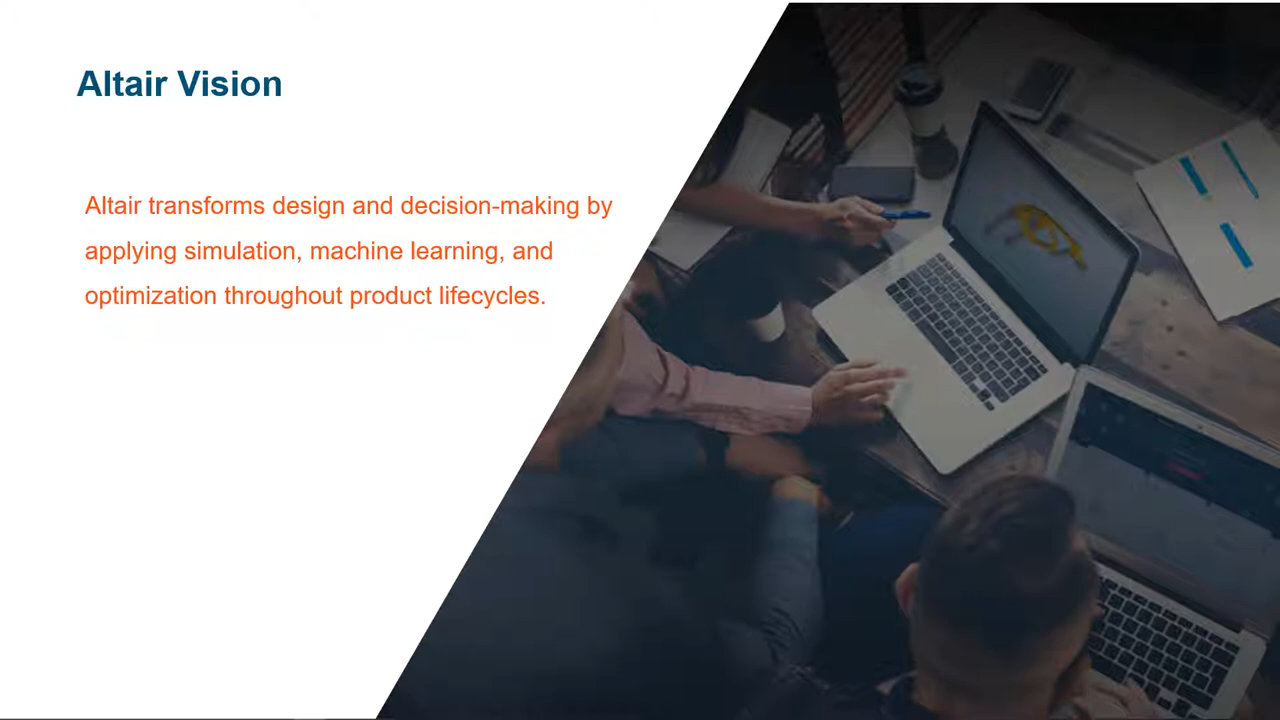 Altair Vision
Altair transforms design and decision-making by
applying simulation, machine learning, and
optimization throughout product lifecycles.